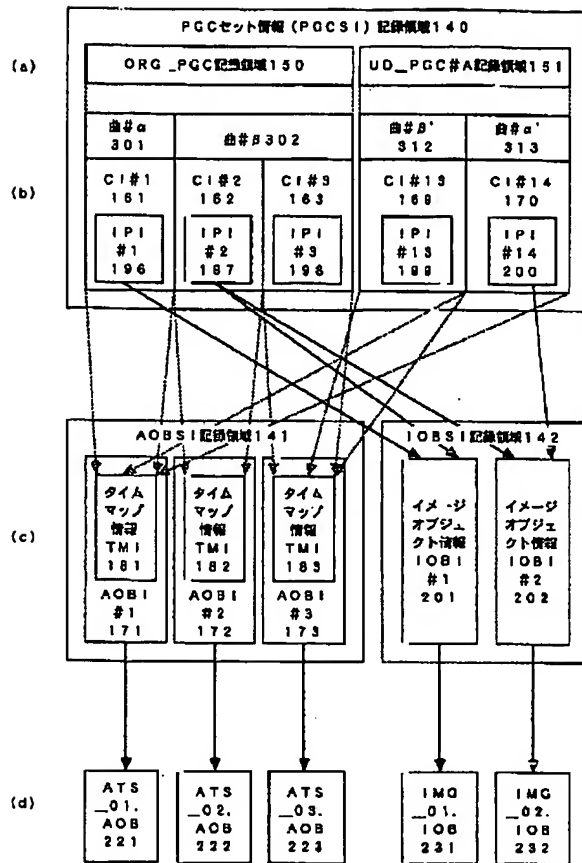 PGCセット情報(PGCSI)記録領域140
(a)
ORG_PGC記録領域150
UD_PGC#A記録領域151
曲#α
301
曲#β302
曲#β'
312
曲#α'
313
(b)
CI#1
161
CI#2
162
CI#3
163
CI#13
169
CI#14
170
IPI
#1
196
IPI
#2
197
IPI
#3
198
IPI
#13
199
IPI
#14
200
AOBSI記録領域141
IOBSI記録領域142
(c)
タイム
マップ
情報
TMI
181
AOBI
#1
171
タイム
マップ
情報
TMI
182
AOBI
#2
172
タイム
マップ
情報
TMI
183
AOBI
#3
173
イメージ
オブジェ
クト情報
IOBI
#1
201
イメージ
オブジェ
クト情報
IOBI
#2
202
(d)
ATS
_01.
AOB
221
ATS
_02.
AOB
222
ATS
_03.
AOB
223
IMG
_01.
IOB
231
IMG
_02.
IOB
232